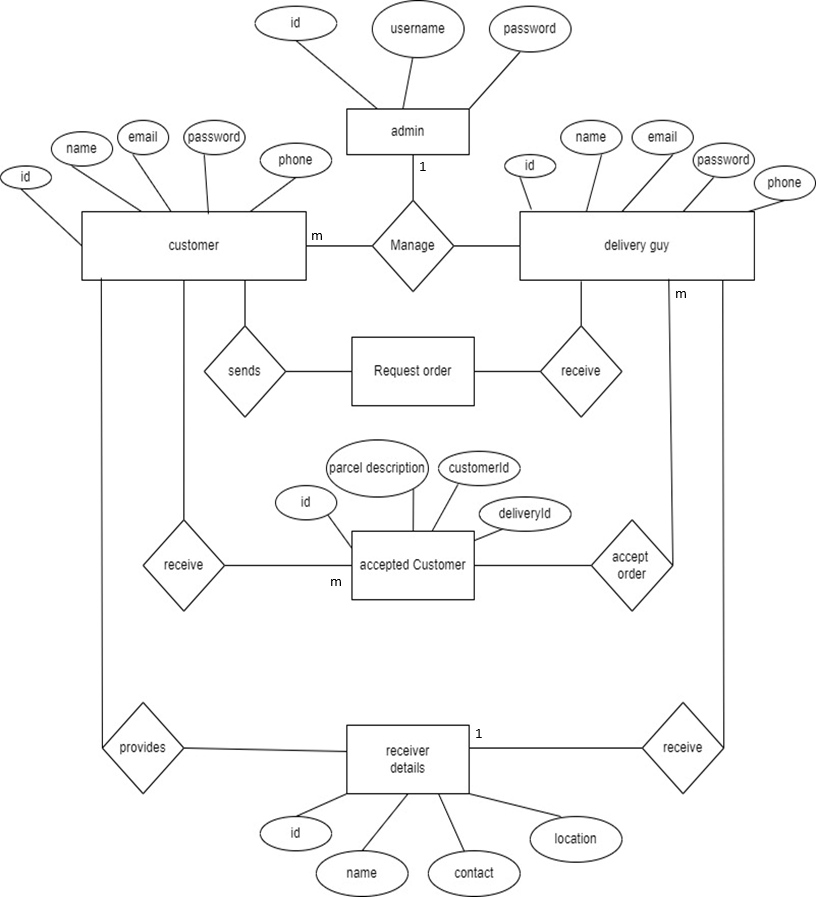 id
username
password
admin
1
name
email
password
phone
id
customer
m
Manage
id
name
email
password
phone
delivery guy
m
sends
Request order
receive
parcel description
customerId
id
deliveryId
receive
m
accepted Customer
accept
order
provides
receiver
details
1
receive
id
name
contact
location